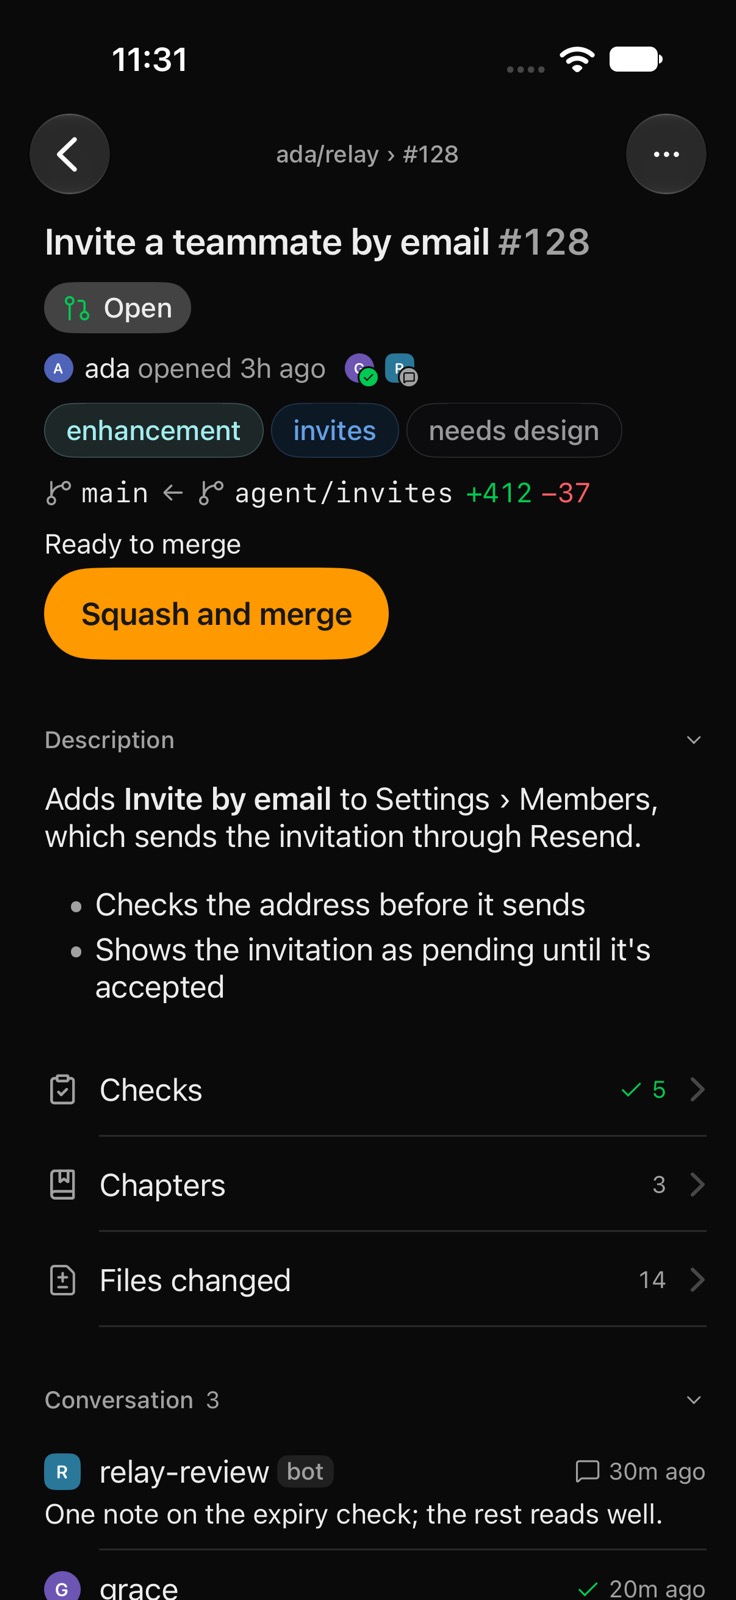 11:31
ada/relay › #128
Invite a teammate by email #128
Open
A ada opened 3h ago G R
enhancement invites needs design
main ← agent/invites +412 −37
Ready to merge
Squash and merge
Description
Adds Invite by email to Settings › Members,
which sends the invitation through Resend.
• Checks the address before it sends
• Shows the invitation as pending until it's
accepted
Checks 5
Chapters 3
Files changed 14
Conversation 3
R relay-review bot 30m ago
One note on the expiry check; the rest reads well.
G grace 20m ago